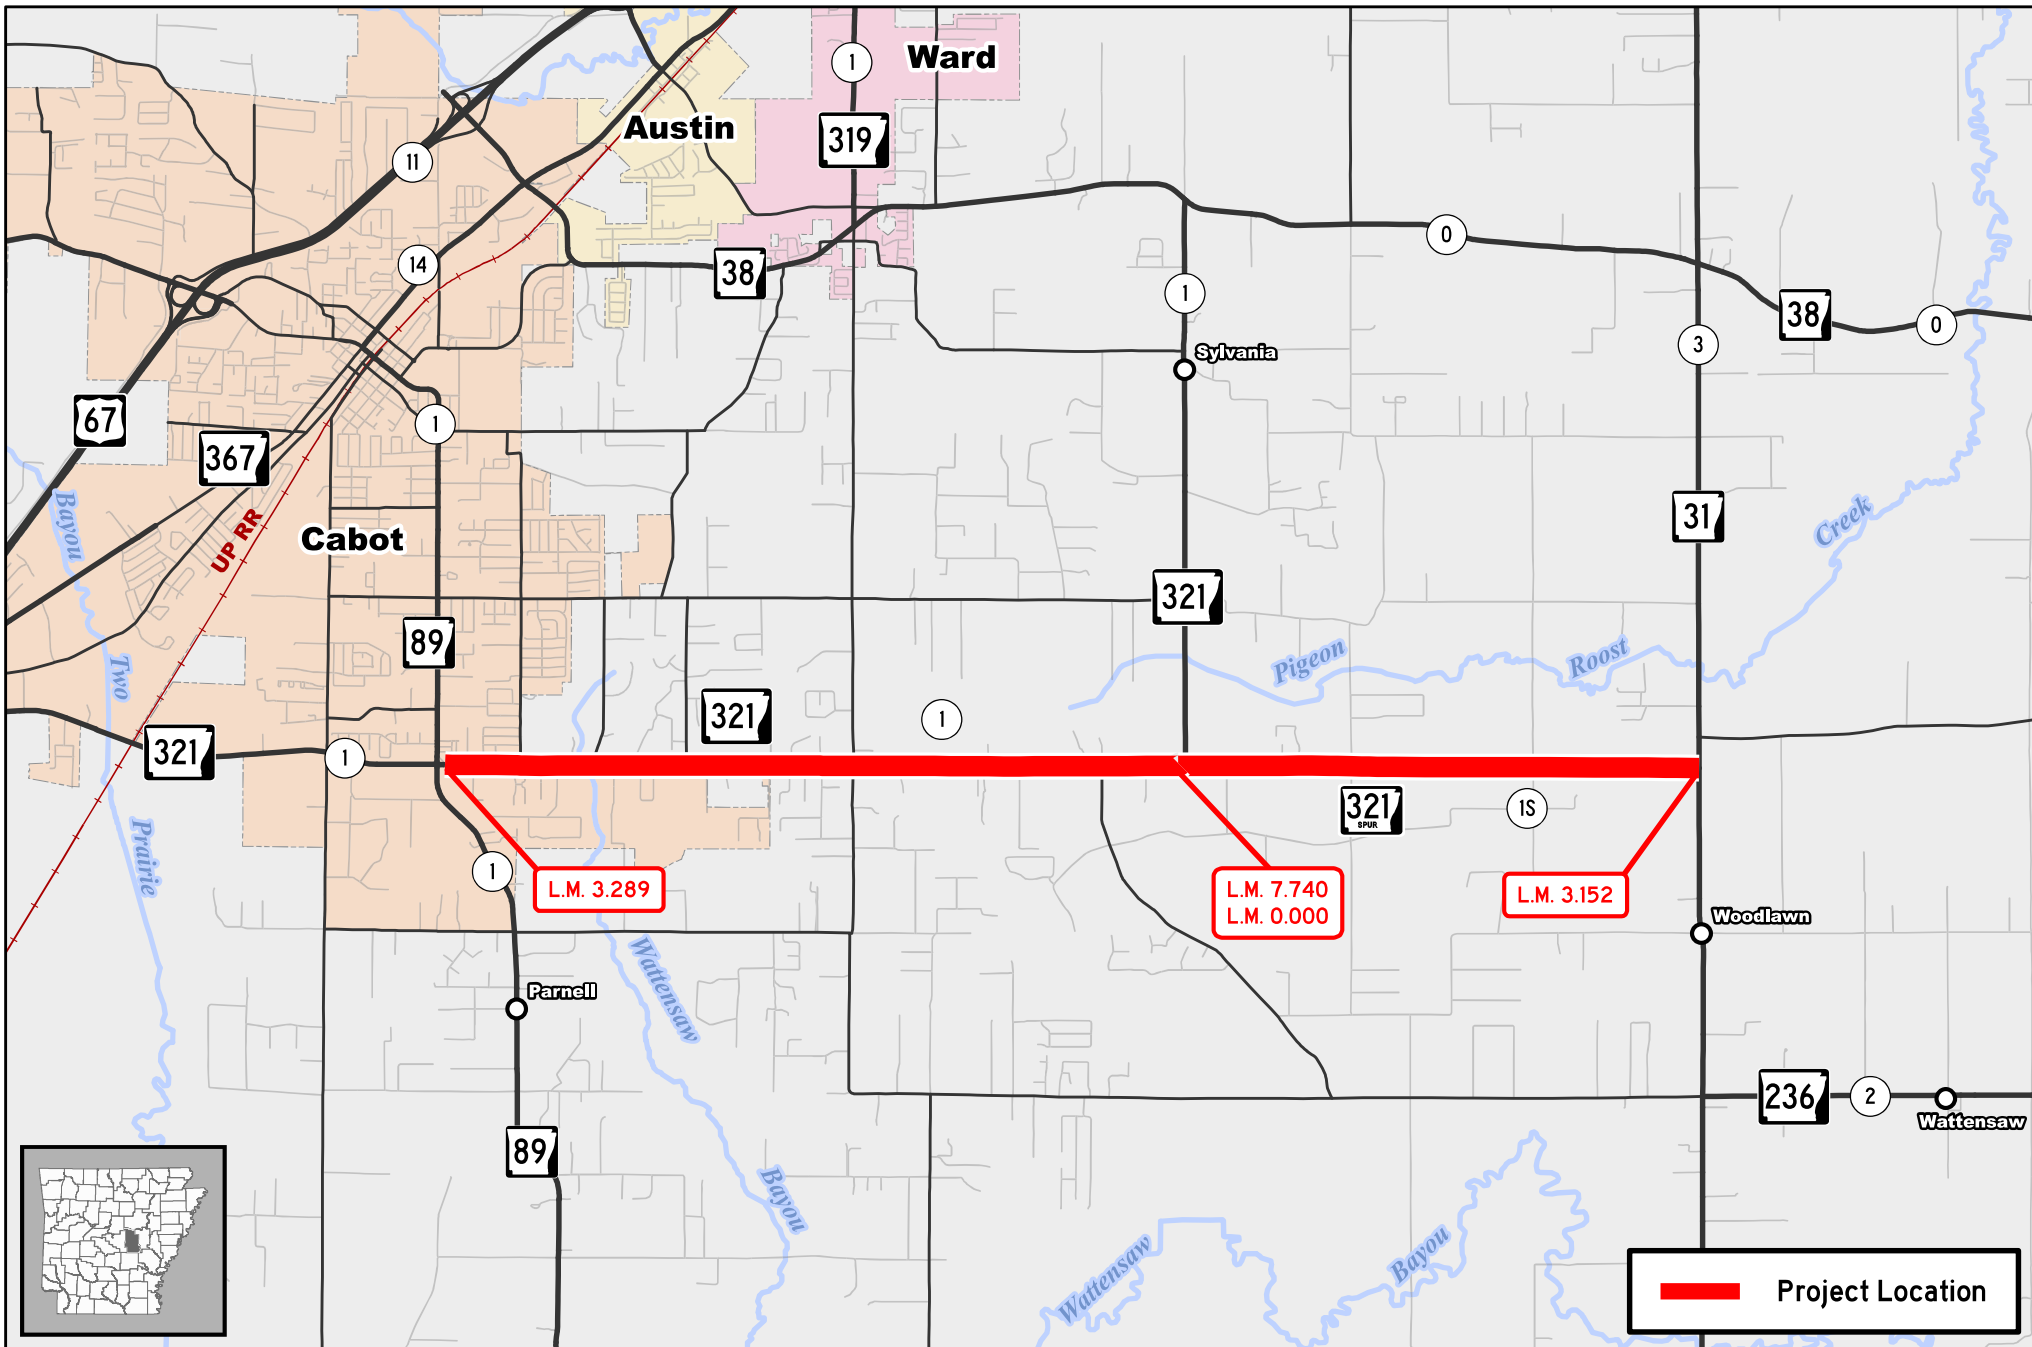 Ward
1
Austin
319
11
14
38
0
1
38
0
3
Sylvania
67
1
367
Bayou
UP RR
Cabot
31
Creek
321
89
Two
Pigeon
Roost
321
1
321
1
321
SPUR
1S
Prairie
1
L.M. 3.289
L.M. 7.740
L.M. 0.000
L.M. 3.152
Woodlawn
Wattensaw
Parnell
236
2
Wattensaw
89
Bayou
Wattensaw
Bayou
Project Location